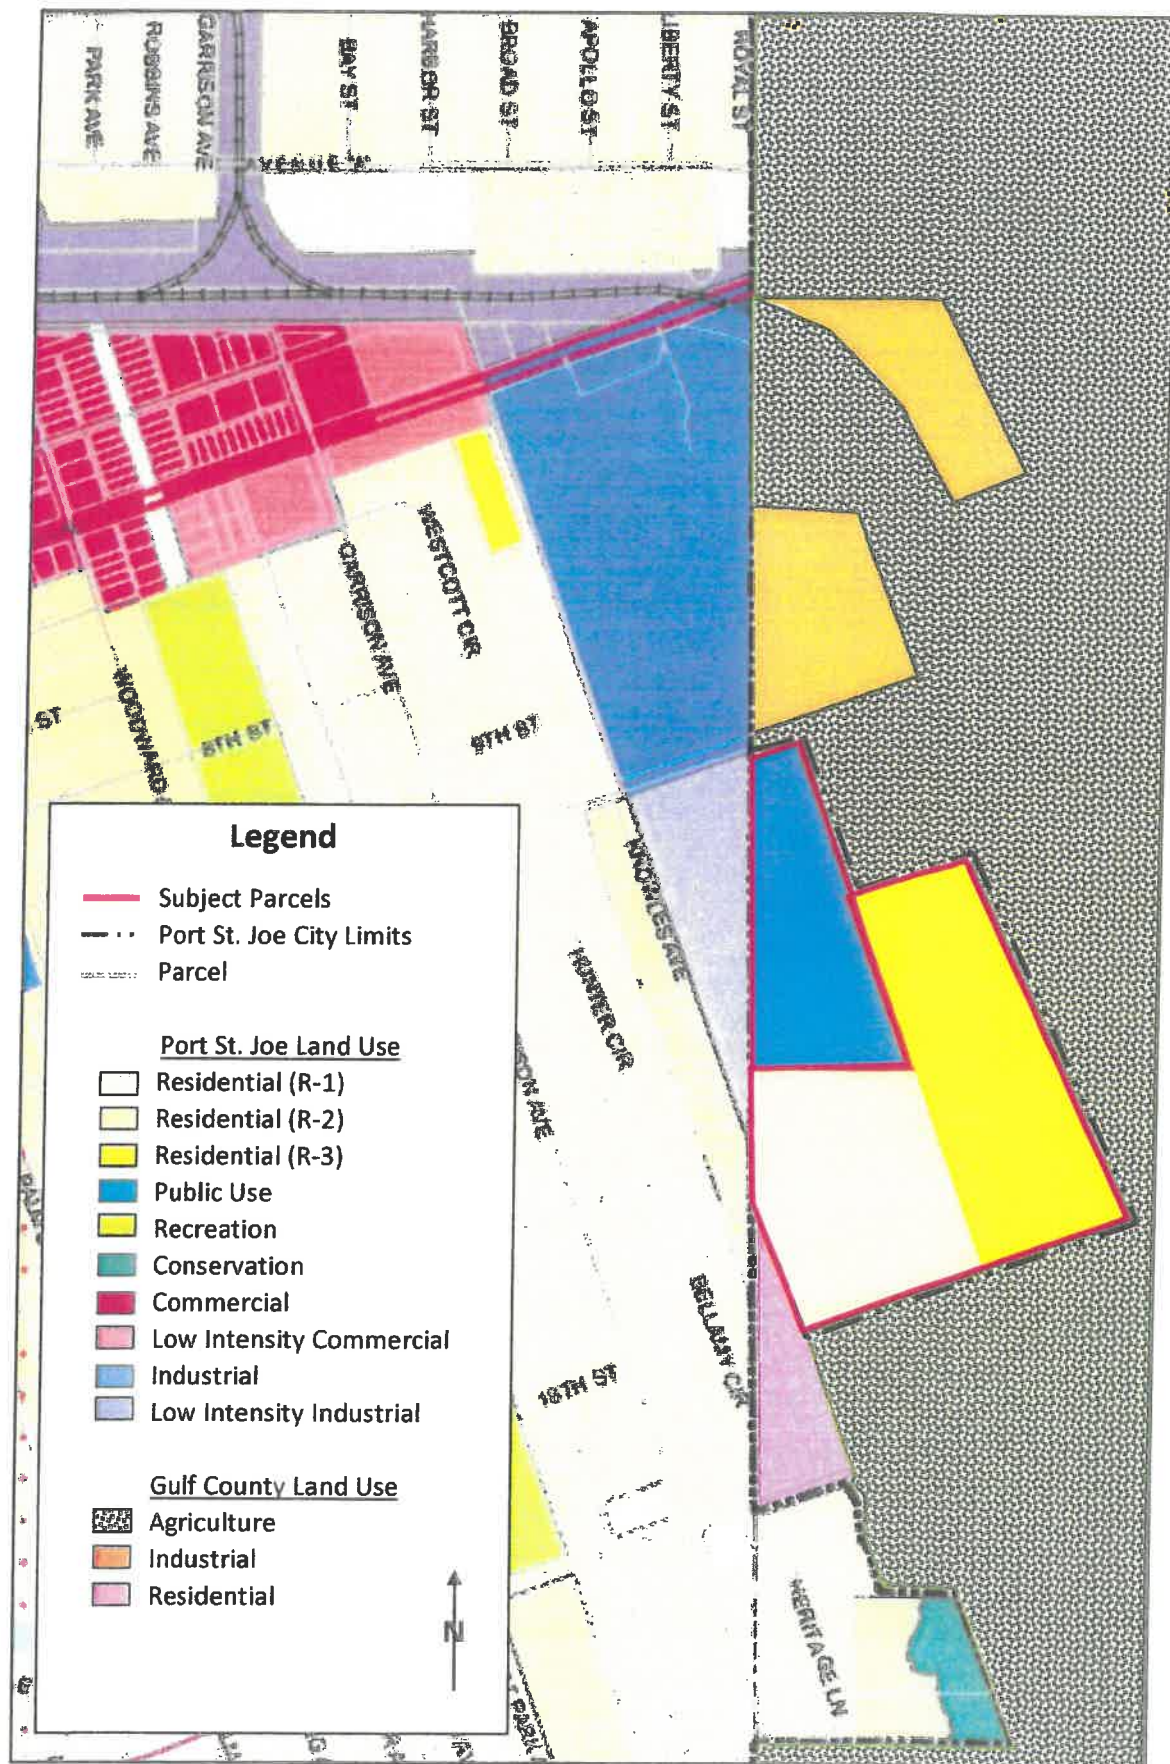 PARK AVE
ROBBINS AVE
GARRISON AVE
BAY ST
HARBOR ST
BROAD ST
APOLLO ST
LIBERTY ST
ROYAL ST
WESTCOTT CIR
GARRISON AVE
WOODWARD
ST
8TH ST
9TH ST
KNOWLES AVE
HUNTER CIR
BELLAMY CIR
18TH ST
HERITAGE LN
Legend
Subject Parcels
Port St. Joe City Limits
Parcel
Port St. Joe Land Use
Residential (R-1)
Residential (R-2)
Residential (R-3)
Public Use
Recreation
Conservation
Commercial
Low Intensity Commercial
Industrial
Low Intensity Industrial
Gulf County Land Use
Agriculture
Industrial
Residential
N